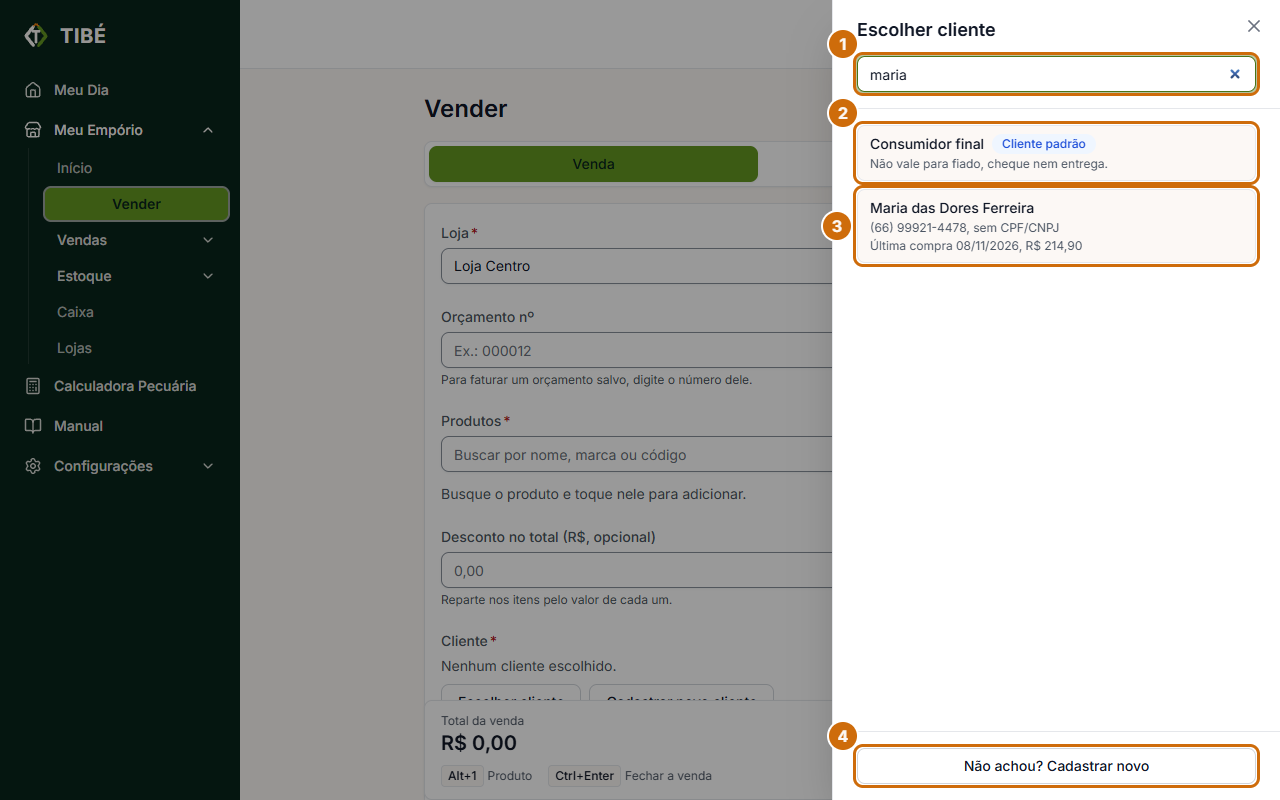 TIBÉ
Meu Dia
Meu Empório
Início
Vender
Vendas
Estoque
Caixa
Lojas
Calculadora Pecuária
Manual
Configurações
Vender
Venda
Loja*
Loja Centro
Orçamento nº
Ex.: 000012
Para faturar um orçamento salvo, digite o número dele.
Produtos*
Buscar por nome, marca ou código
Busque o produto e toque nele para adicionar.
Desconto no total (R$, opcional)
0,00
Reparte nos itens pelo valor de cada um.
Cliente*
Nenhum cliente escolhido.
Escolher cliente
Cadastrar novo cliente
Total da venda
R$ 0,00
Alt+1 Produto Ctrl+Enter Fechar a venda
Escolher cliente
1
maria
2
Consumidor final Cliente padrão
Não vale para fiado, cheque nem entrega.
3
Maria das Dores Ferreira
(66) 99921-4478, sem CPF/CNPJ
Última compra 08/11/2026, R$ 214,90
4
Não achou? Cadastrar novo